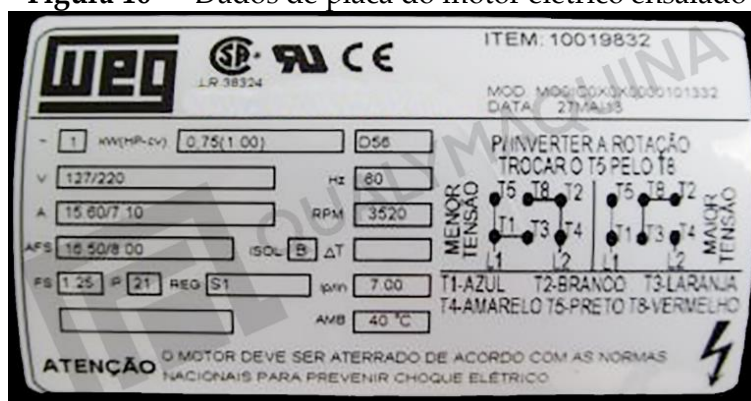 Figura 10 — Dados de placa do motor elétrico ensaiado
WEG
SP. RU CE
LR 38324
ITEM: 10019832
DATA 27MAI13
~ 1 kW(HP-cv) 0,75(1.00) D56
V 127/220 Hz 60
A 15.60/7.10 RPM 3520
AFS 16.50/8.00 ISOL B ΔT
FS 1.25 IP 21 REG S1 Ip/In 7.00
AMB 40 °C
P/INVERTER A ROTAÇÃO
TROCAR O T5 PELO T8
MENOR TENSÃO T5 T8 T2 T1 T3 T4 L1 L2
MAIOR TENSÃO T5 T8 T2 T1 T3 T4 L1 L2
T1-AZUL T2-BRANCO T3-LARANJA
T4-AMARELO T5-PRETO T8-VERMELHO
ATENÇÃO O MOTOR DEVE SER ATERRADO DE ACORDO COM AS NORMAS
NACIONAIS PARA PREVENIR CHOQUE ELÉTRICO
QUALYMAQUINA